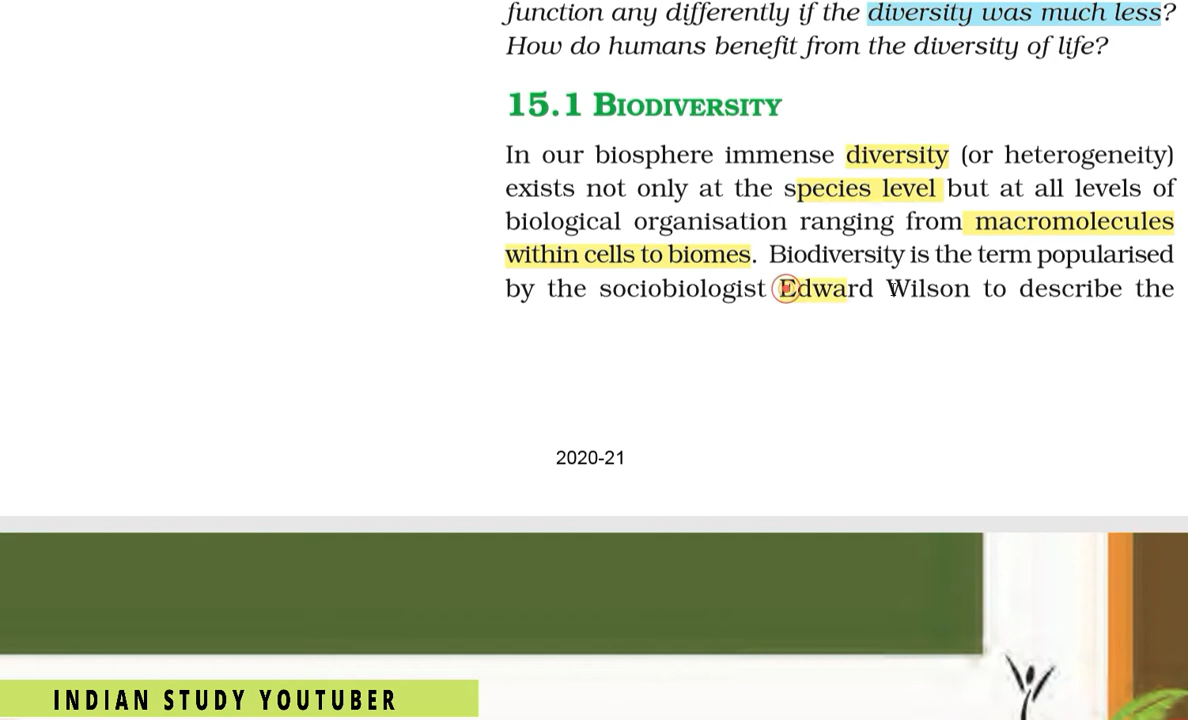 function any differently if the diversity was much less?
How do humans benefit from the diversity of life?
15.1 BIODIVERSITY
In our biosphere immense diversity (or heterogeneity)
exists not only at the species level but at all levels of
biological organisation ranging from macromolecules
within cells to biomes. Biodiversity is the term popularised
by the sociobiologist Edward Wilson to describe the
2020-21
INDIAN STUDY YOUTUBER